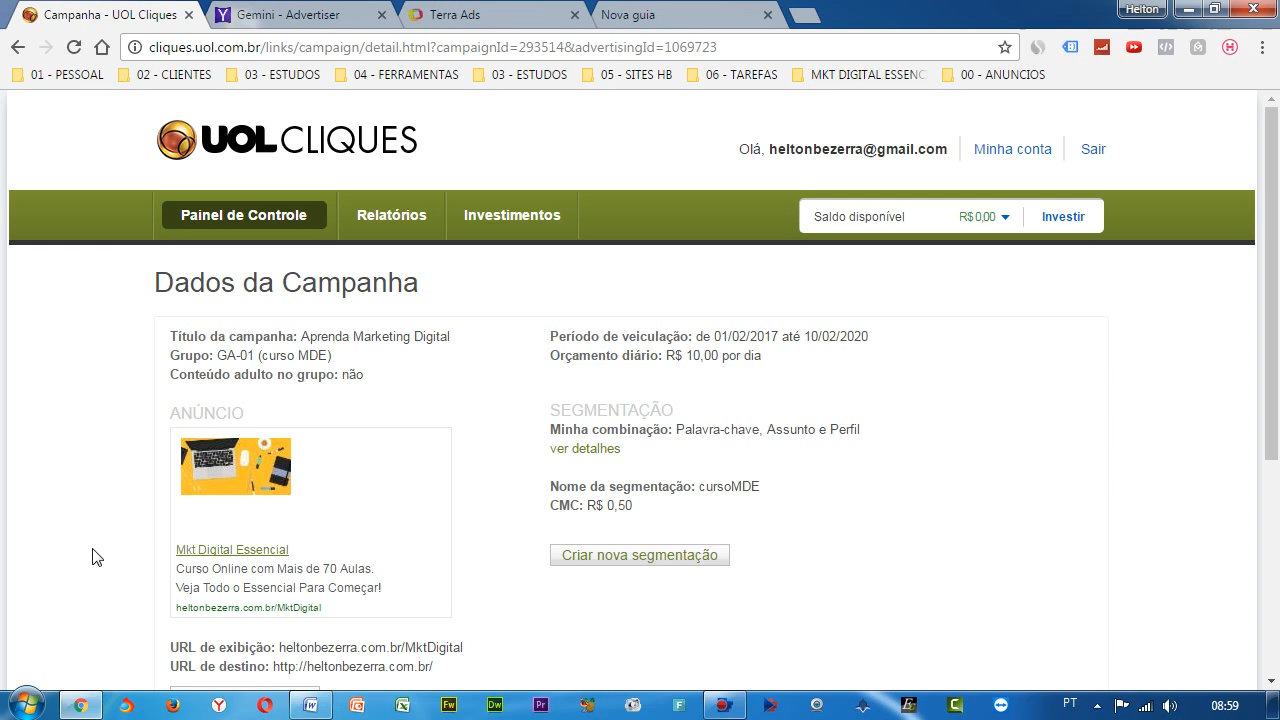 Campanha - UOL Cliques
Gemini - Advertiser
Terra Ads
Nova guia
Helton
cliques.uol.com.br/links/campaign/detail.html?campaignId=293514&advertisingId=1069723
01 - PESSOAL
02 - CLIENTES
03 - ESTUDOS
04 - FERRAMENTAS
03 - ESTUDOS
05 - SITES HB
06 - TAREFAS
MKT DIGITAL ESSENC
00 - ANUNCIOS
UOL CLIQUES
Olá, heltonbezerra@gmail.com
Minha conta
Sair
Painel de Controle
Relatórios
Investimentos
Saldo disponível
R$ 0,00
Investir
Dados da Campanha
Título da campanha: Aprenda Marketing Digital
Grupo: GA-01 (curso MDE)
Conteúdo adulto no grupo: não
Período de veiculação: de 01/02/2017 até 10/02/2020
Orçamento diário: R$ 10,00 por dia
ANÚNCIO
Mkt Digital Essencial
Curso Online com Mais de 70 Aulas.
Veja Todo o Essencial Para Começar!
heltonbezerra.com.br/MktDigital
SEGMENTAÇÃO
Minha combinação: Palavra-chave, Assunto e Perfil
ver detalhes
Nome da segmentação: cursoMDE
CMC: R$ 0,50
Criar nova segmentação
URL de exibição: heltonbezerra.com.br/MktDigital
URL de destino: http://heltonbezerra.com.br/
PT
08:59